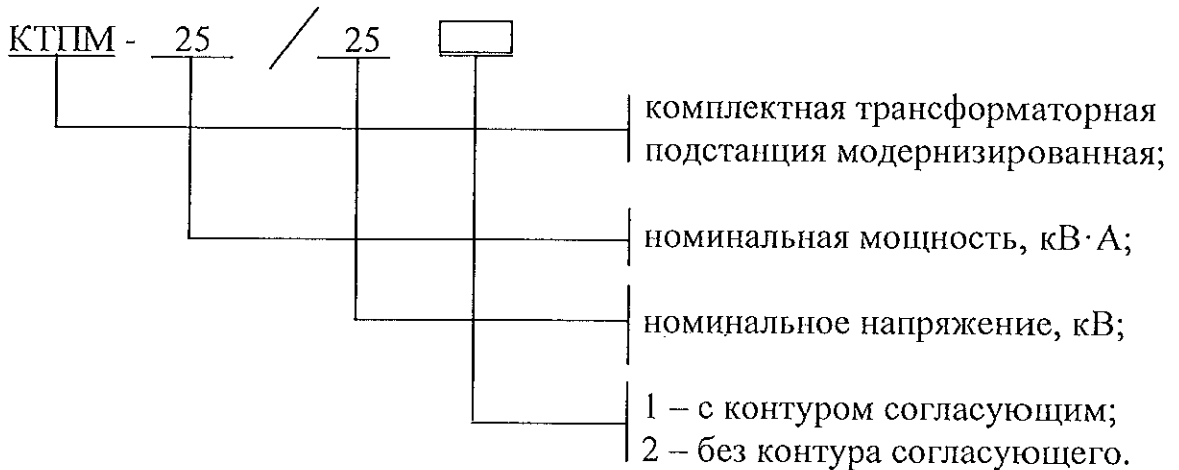 КТПМ - 25 / 25
комплектная трансформаторная
подстанция модернизированная;
номинальная мощность, кВ·А;
номинальное напряжение, кВ;
1 – с контуром согласующим;
2 – без контура согласующего.